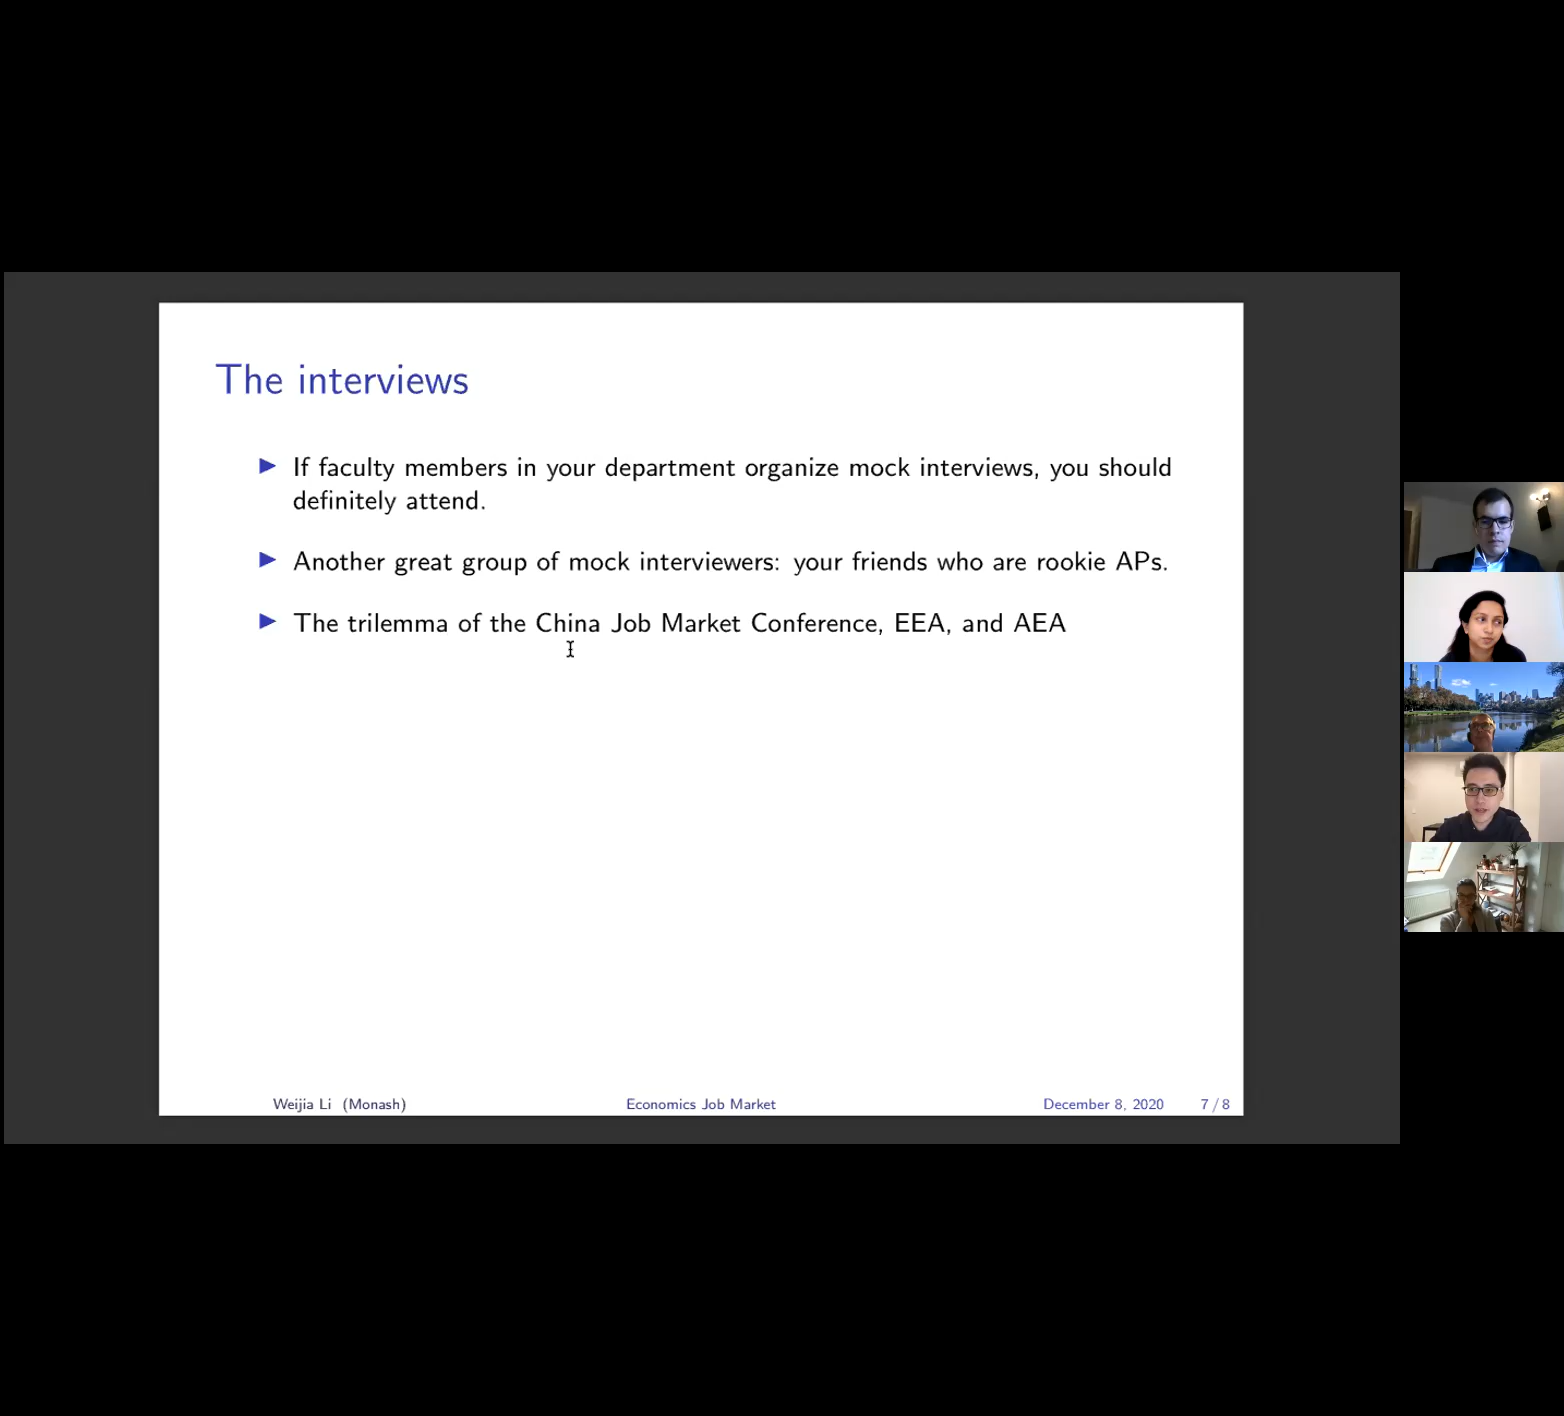 The interviews
If faculty members in your department organize mock interviews, you should
definitely attend.
Another great group of mock interviewers: your friends who are rookie APs.
The trilemma of the China Job Market Conference, EEA, and AEA
Weijia Li (Monash) Economics Job Market December 8, 2020 7 / 8